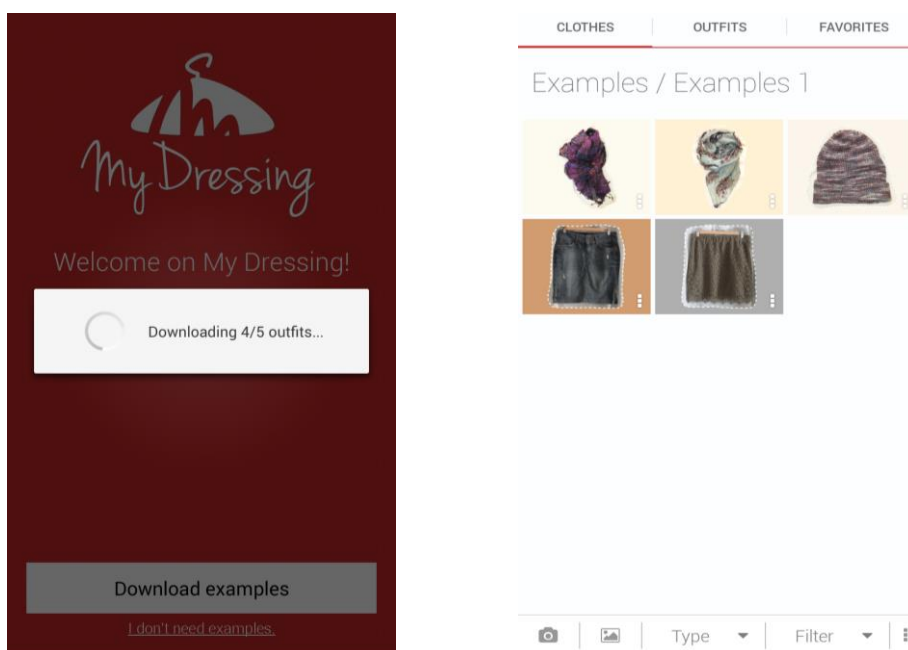 My Dressing
Welcome on My Dressing!
Downloading 4/5 outfits...
Download examples
I don't need examples.
CLOTHES
OUTFITS
FAVORITES
Examples / Examples 1
Type
Filter